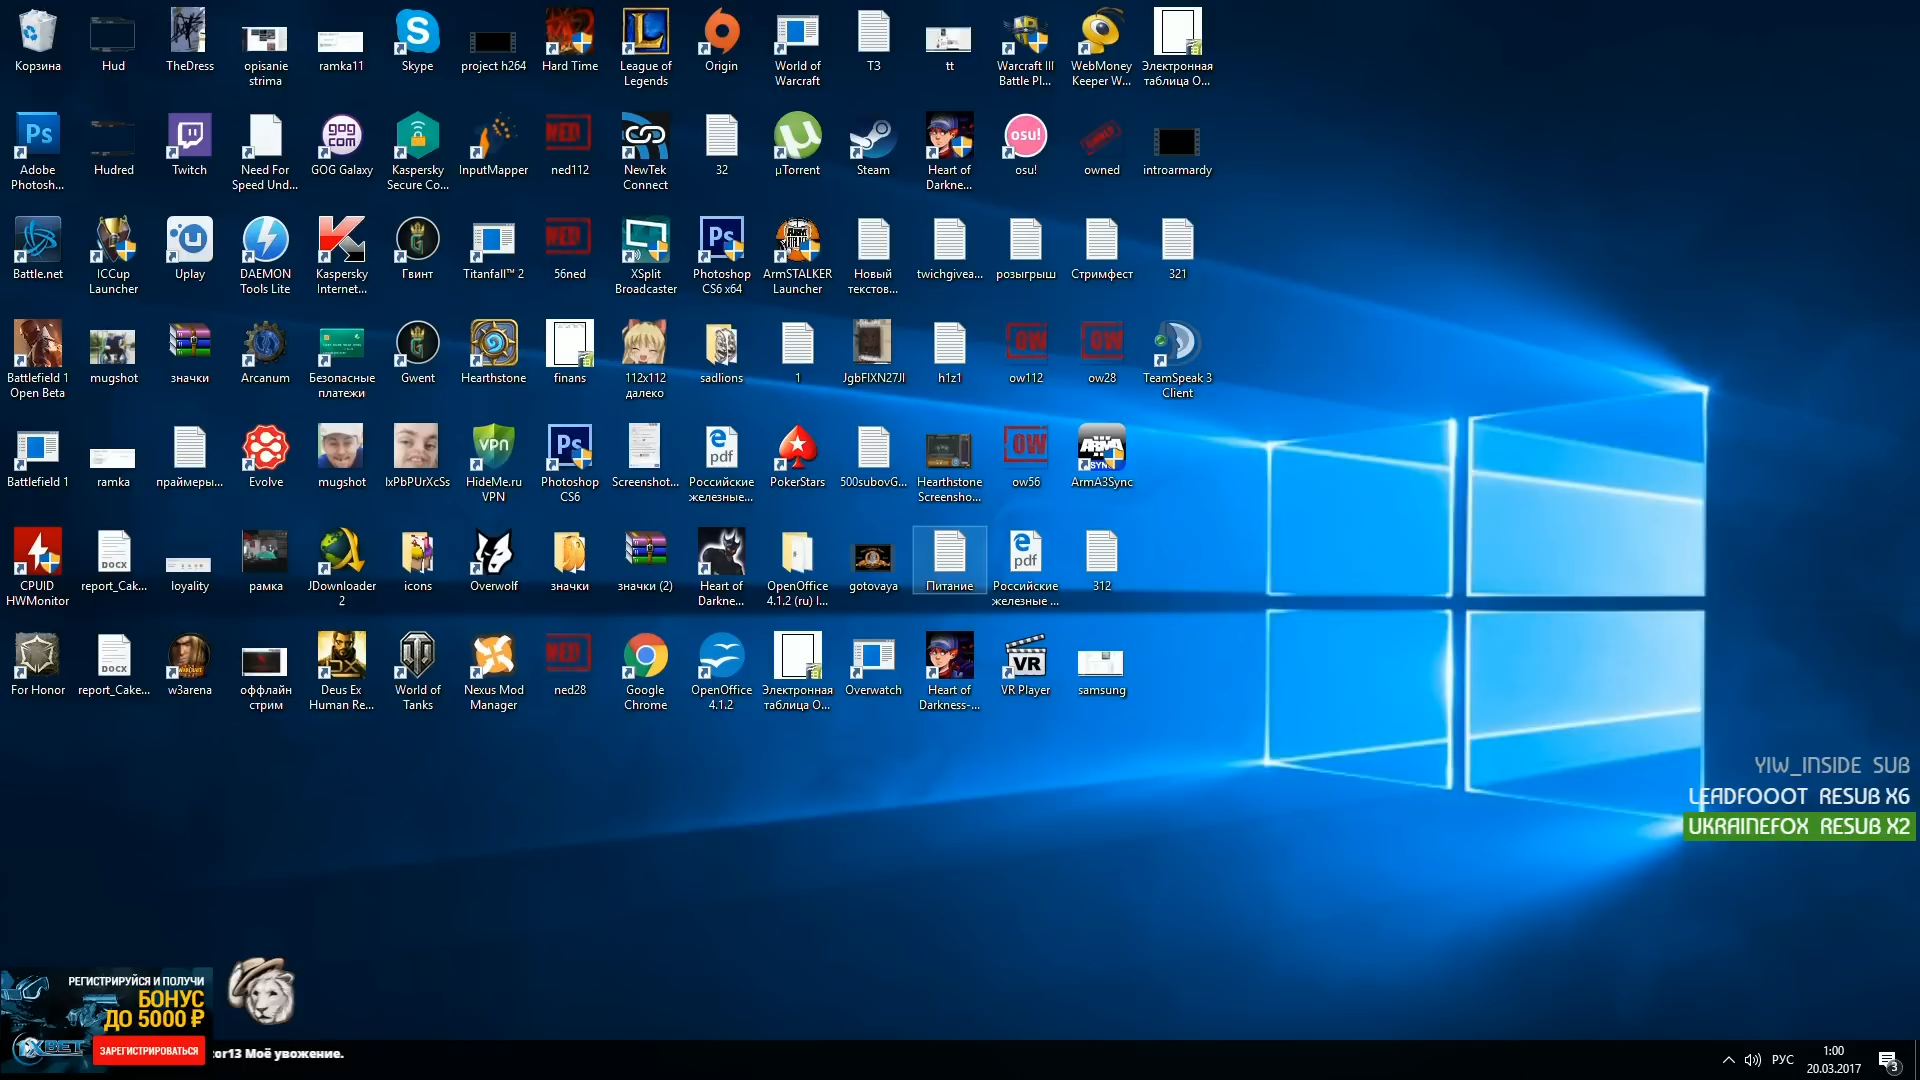 Корзина
Hud
TheDress
opisanie
strima
ramka11
Skype
project h264
Hard Time
League of
Legends
Origin
World of
Warcraft
ТЗ
tt
Warcraft III
Battle Pl...
WebMoney
Keeper W...
Электронная
таблица O...
Adobe
Photosh...
Hudred
Twitch
Need For
Speed Und...
GOG Galaxy
Kaspersky
Secure Co...
InputMapper
ned112
NewTek
Connect
32
µTorrent
Steam
Heart of
Darkne...
osu!
owned
introarmardy
Battle.net
ICCup
Launcher
Uplay
DAEMON
Tools Lite
Kaspersky
Internet...
Гвинт
Titanfall™ 2
56ned
XSplit
Broadcaster
Photoshop
CS6 x64
ArmSTALKER
Launcher
Новый
текстов...
twichgivea...
розыгрыш
Стримфест
321
Battlefield 1
Open Beta
mugshot
значки
Arcanum
Безопасные
платежи
Gwent
Hearthstone
finans
112x112
далеко
sadlions
1
JgbFIXN27JI
h1z1
ow112
ow28
TeamSpeak 3
Client
Battlefield 1
ramka
праймеры...
Evolve
mugshot
IxPbPUrXcSs
HideMe.ru
VPN
Photoshop
CS6
Screenshot...
Российские
железные...
PokerStars
500subovG...
Hearthstone
Screensho...
ow56
ArmA3Sync
CPUID
HWMonitor
report_Cak...
loyality
рамка
JDownloader
2
icons
Overwolf
значки
значки (2)
Heart of
Darkne...
OpenOffice
4.1.2 (ru) I...
gotovaya
Питание
Российские
железные ...
312
For Honor
report_Cake...
w3arena
оффлайн
стрим
Deus Ex
Human Re...
World of
Tanks
Nexus Mod
Manager
ned28
Google
Chrome
OpenOffice
4.1.2
Электронная
таблица O...
Overwatch
Heart of
Darkness-...
VR Player
samsung
YIW_INSIDE SUB
LEADFOOOT RESUB X6
UKRAINEFOX RESUB X2
РЕГИСТРИРУЙСЯ И ПОЛУЧИ
БОНУС
ДО 5000 ₽
1XBET
ЗАРЕГИСТРИРОВАТЬСЯ
tor13 Моё увожение.
РУС
1:00
20.03.2017
3